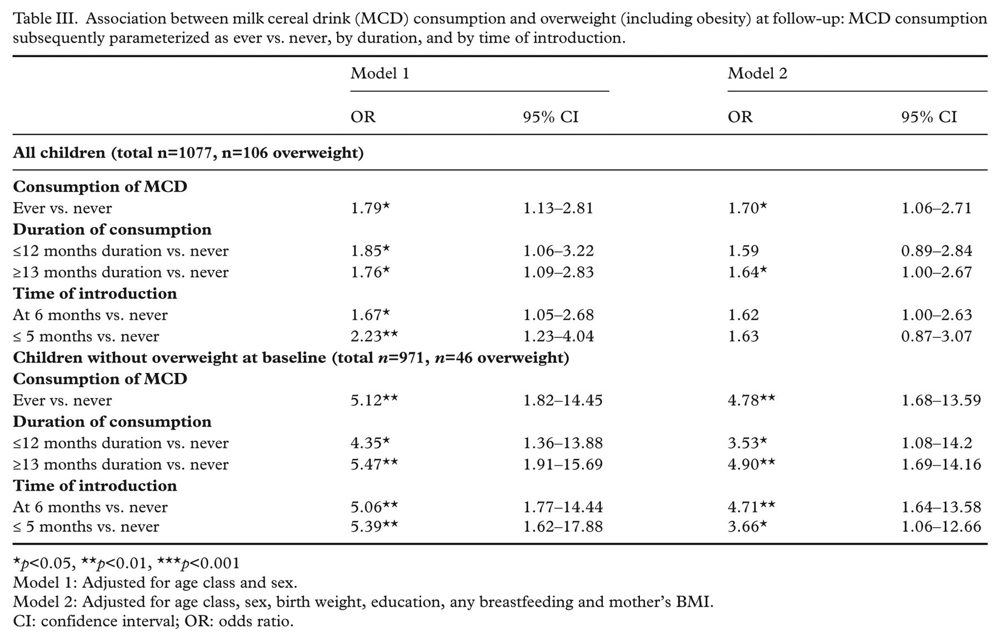 Table III. Association between milk cereal drink (MCD) consumption and overweight (including obesity) at follow-up: MCD consumption
subsequently parameterized as ever vs. never, by duration, and by time of introduction.
Model 1 Model 2
OR 95% CI OR 95% CI
All children (total n=1077, n=106 overweight)
Consumption of MCD
Ever vs. never 1.79★ 1.13–2.81 1.70★ 1.06–2.71
Duration of consumption
≤12 months duration vs. never 1.85★ 1.06–3.22 1.59 0.89–2.84
≥13 months duration vs. never 1.76★ 1.09–2.83 1.64★ 1.00–2.67
Time of introduction
At 6 months vs. never 1.67★ 1.05–2.68 1.62 1.00–2.63
≤ 5 months vs. never 2.23★★ 1.23–4.04 1.63 0.87–3.07
Children without overweight at baseline (total n=971, n=46 overweight)
Consumption of MCD
Ever vs. never 5.12★★ 1.82–14.45 4.78★★ 1.68–13.59
Duration of consumption
≤12 months duration vs. never 4.35★ 1.36–13.88 3.53★ 1.08–14.2
≥13 months duration vs. never 5.47★★ 1.91–15.69 4.90★★ 1.69–14.16
Time of introduction
At 6 months vs. never 5.06★★ 1.77–14.44 4.71★★ 1.64–13.58
≤ 5 months vs. never 5.39★★ 1.62–17.88 3.66★ 1.06–12.66
★p<0.05, ★★p<0.01, ★★★p<0.001
Model 1: Adjusted for age class and sex.
Model 2: Adjusted for age class, sex, birth weight, education, any breastfeeding and mother’s BMI.
CI: confidence interval; OR: odds ratio.